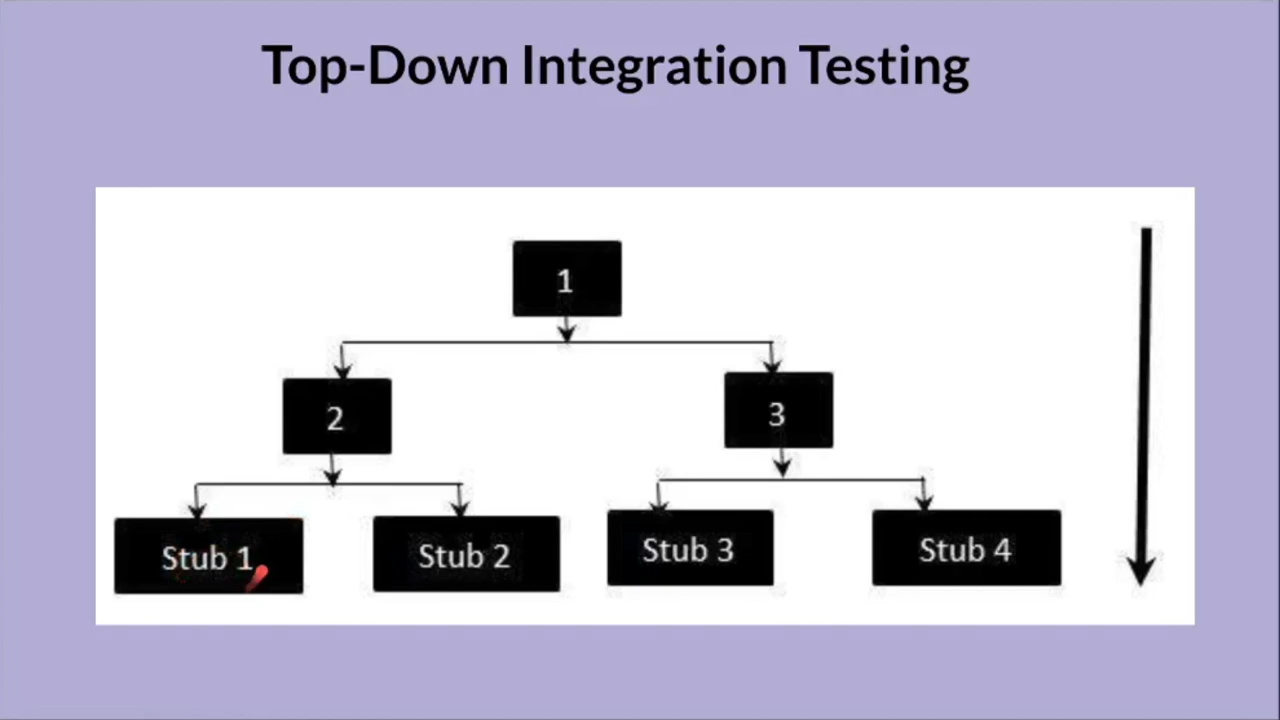 Top-Down Integration Testing
1
2
3
Stub 1
Stub 2
Stub 3
Stub 4